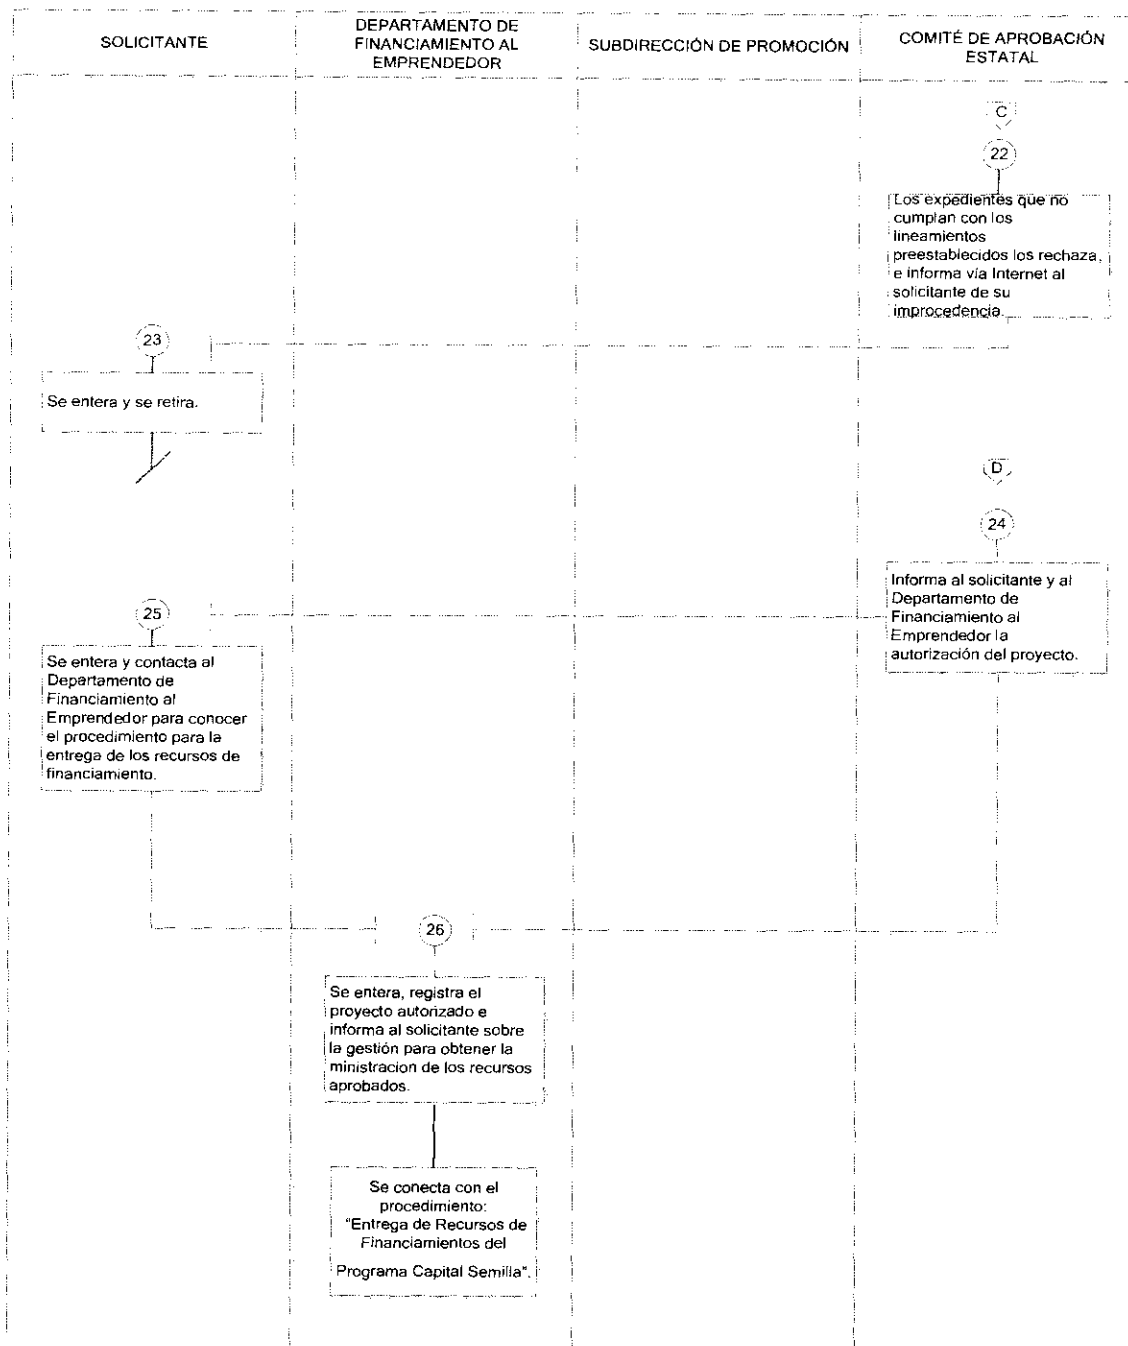 SOLICITANTE
DEPARTAMENTO DE
FINANCIAMIENTO AL
EMPRENDEDOR
SUBDIRECCIÓN DE PROMOCIÓN
COMITÉ DE APROBACIÓN
ESTATAL
C
22
Los expedientes que no
cumplan con los
lineamientos
preestablecidos los rechaza,
e informa vía Internet al
solicitante de su
improcedencia.
23
Se entera y se retira.
D
24
Informa al solicitante y al
Departamento de
Financiamiento al
Emprendedor la
autorización del proyecto.
25
Se entera y contacta al
Departamento de
Financiamiento al
Emprendedor para conocer
el procedimiento para la
entrega de los recursos de
financiamiento.
26
Se entera, registra el
proyecto autorizado e
informa al solicitante sobre
la gestión para obtener la
ministracion de los recursos
aprobados.
Se conecta con el
procedimiento:
"Entrega de Recursos de
Financiamientos del
Programa Capital Semilla".